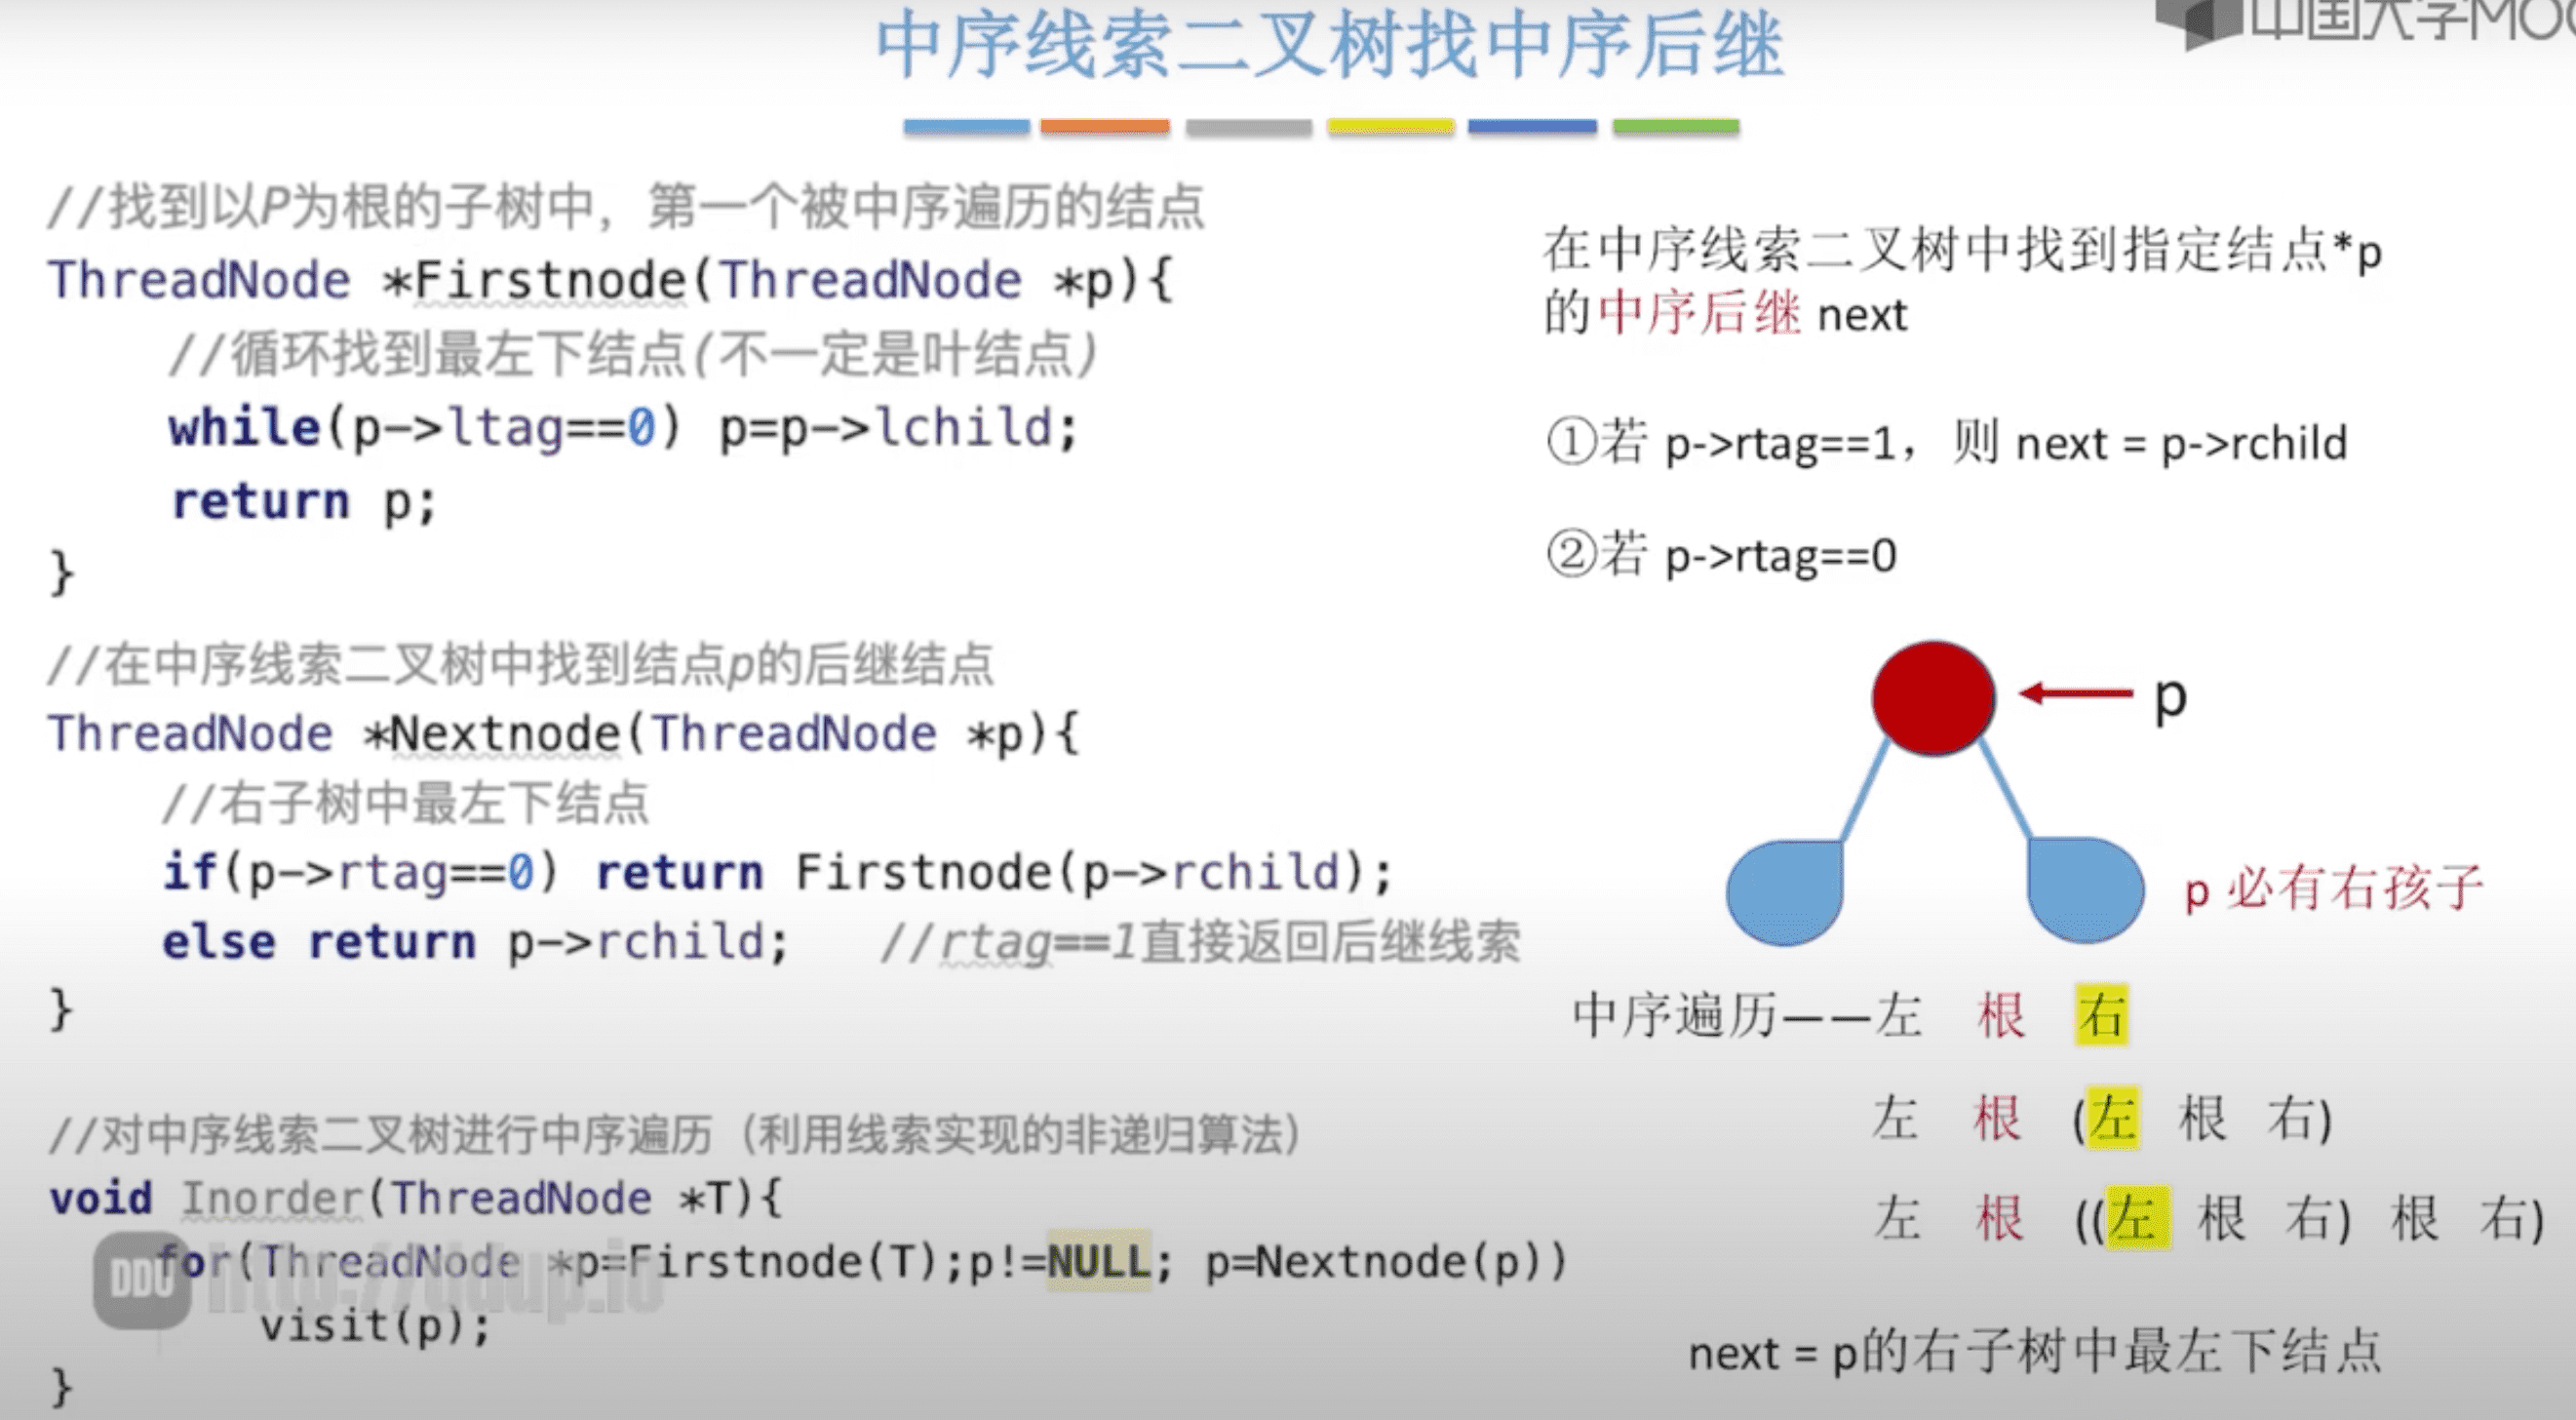 中序线索二叉树找中序后继
中国大学MOO
//找到以P为根的子树中，第一个被中序遍历的结点
ThreadNode *Firstnode(ThreadNode *p){
//循环找到最左下结点(不一定是叶结点)
while(p->ltag==0) p=p->lchild;
return p;
}
//在中序线索二叉树中找到结点p的后继结点
ThreadNode *Nextnode(ThreadNode *p){
//右子树中最左下结点
if(p->rtag==0) return Firstnode(p->rchild);
else return p->rchild; //rtag==1直接返回后继线索
}
//对中序线索二叉树进行中序遍历（利用线索实现的非递归算法）
void Inorder(ThreadNode *T){
for(ThreadNode *p=Firstnode(T);p!=NULL; p=Nextnode(p))
visit(p);
}
DDU http://ddup.io
在中序线索二叉树中找到指定结点*p
的中序后继 next
①若 p->rtag==1，则 next = p->rchild
②若 p->rtag==0
p
p 必有右孩子
中序遍历——左 根 右
左 根 (左 根 右)
左 根 ((左 根 右) 根 右)
next = p的右子树中最左下结点